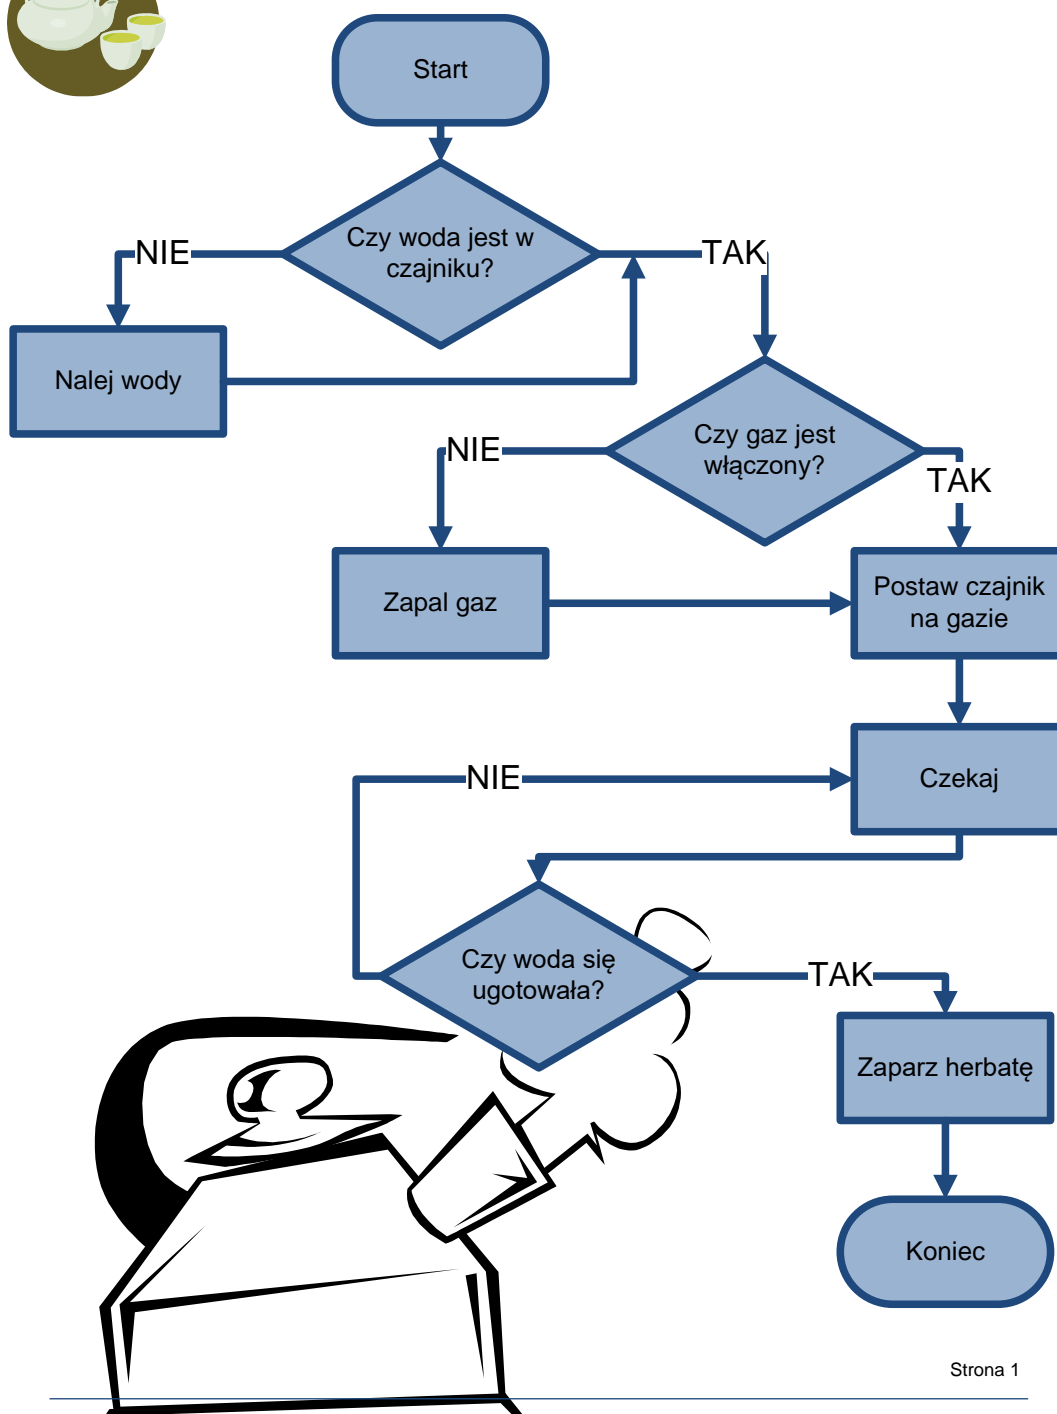 Start
Czy woda jest w
czajniku?
NIE
TAK
Nalej wody
Czy gaz jest
włączony?
NIE
TAK
Zapal gaz
Postaw czajnik
na gazie
NIE
Czekaj
Czy woda się
ugotowała?
TAK
Zaparz herbatę
Koniec
Strona 1